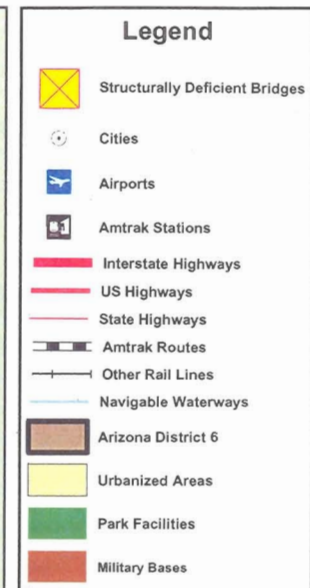 Legend
Structurally Deficient Bridges
Cities
Airports
Amtrak Stations
Interstate Highways
US Highways
State Highways
Amtrak Routes
Other Rail Lines
Navigable Waterways
Arizona District 6
Urbanized Areas
Park Facilities
Military Bases